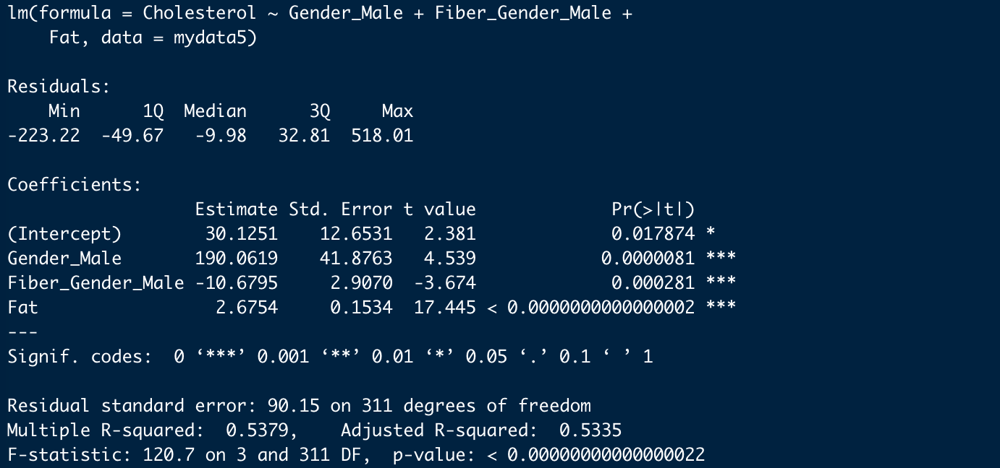 lm(formula = Cholesterol ~ Gender_Male + Fiber_Gender_Male +
    Fat, data = mydata5)

Residuals:
    Min      1Q  Median      3Q     Max
-223.22  -49.67   -9.98   32.81  518.01

Coefficients:
                  Estimate Std. Error t value             Pr(>|t|)
(Intercept)        30.1251    12.6531   2.381             0.017874 *
Gender_Male       190.0619    41.8763   4.539            0.0000081 ***
Fiber_Gender_Male -10.6795     2.9070  -3.674             0.000281 ***
Fat                 2.6754     0.1534  17.445 < 0.0000000000000002 ***
---
Signif. codes:  0 ‘***’ 0.001 ‘**’ 0.01 ‘*’ 0.05 ‘.’ 0.1 ‘ ’ 1

Residual standard error: 90.15 on 311 degrees of freedom
Multiple R-squared:  0.5379,    Adjusted R-squared:  0.5335
F-statistic: 120.7 on 3 and 311 DF,  p-value: < 0.00000000000000022